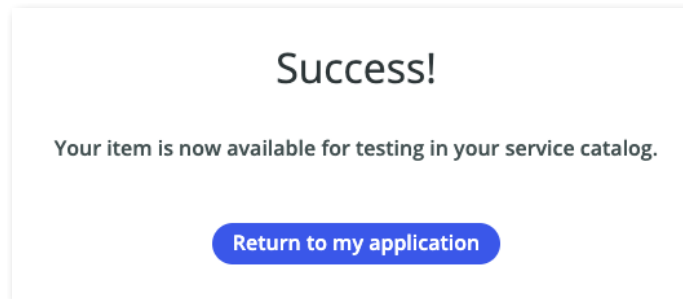 Success!
Your item is now available for testing in your service catalog.
Return to my application